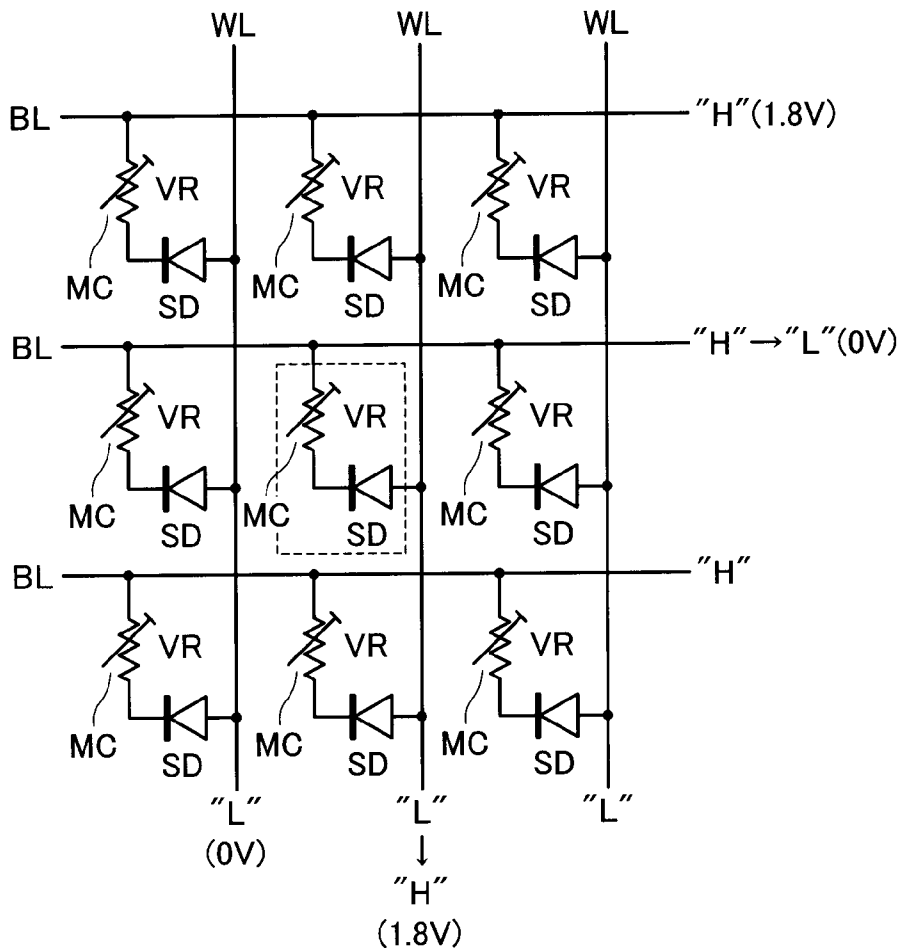 WL WL WL
BL "H"(1.8V)
VR VR VR
MC MC MC
SD SD SD
BL "H"→"L"(0V)
VR VR VR
MC MC MC
SD SD SD
BL "H"
VR VR VR
MC MC MC
SD SD SD
"L" "L" "L"
(0V) ↓
"H"
(1.8V)